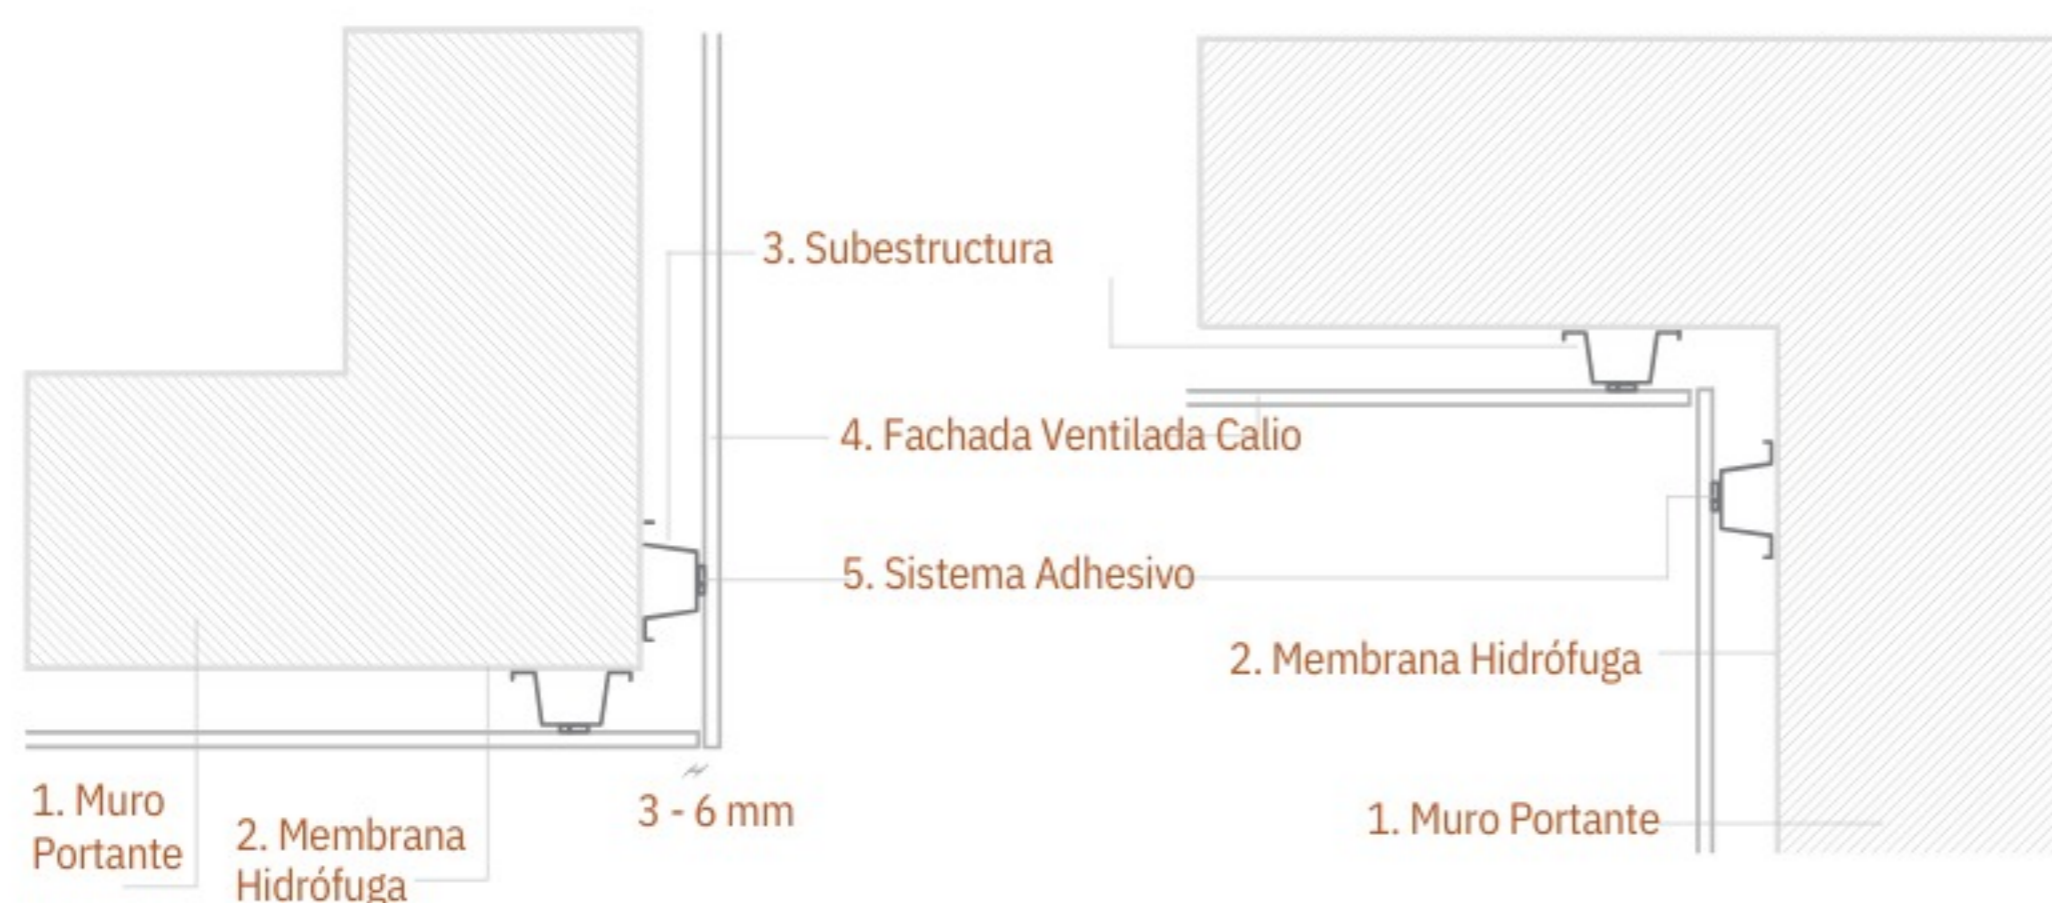 3. Subestructura
4. Fachada Ventilada Calio
5. Sistema Adhesivo
2. Membrana Hidrófuga
1. Muro
Portante
2. Membrana
Hidrófuga
3 - 6 mm
1. Muro Portante